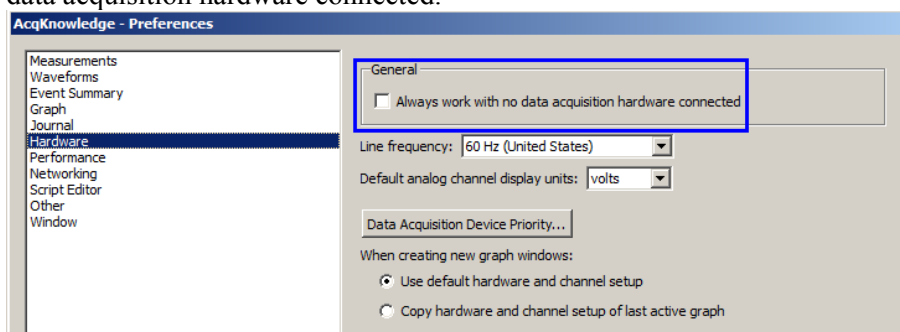 data acquisition hardware connected.
AcqKnowledge - Preferences
Measurements
Waveforms
Event Summary
Graph
Journal
Hardware
Performance
Networking
Script Editor
Other
Window
General
Always work with no data acquisition hardware connected
Line frequency: 60 Hz (United States)
Default analog channel display units: volts
Data Acquisition Device Priority...
When creating new graph windows:
Use default hardware and channel setup
Copy hardware and channel setup of last active graph